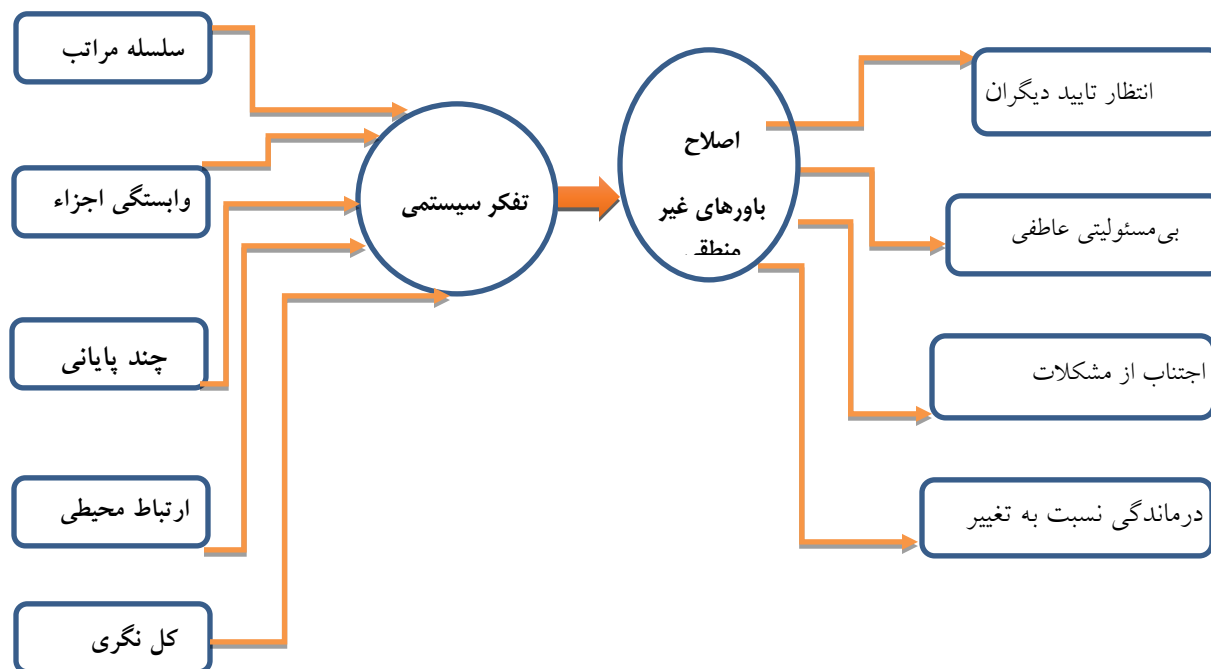 سلسله مراتب
وابستگی اجزاء
چند پایانی
ارتباط محیطی
کل نگری
تفکر سیستمی
اصلاح
باورهای غیر
منطقی
انتظار تایید دیگران
بی‌مسئولیتی عاطفی
اجتناب از مشکلات
درماندگی نسبت به تغییر